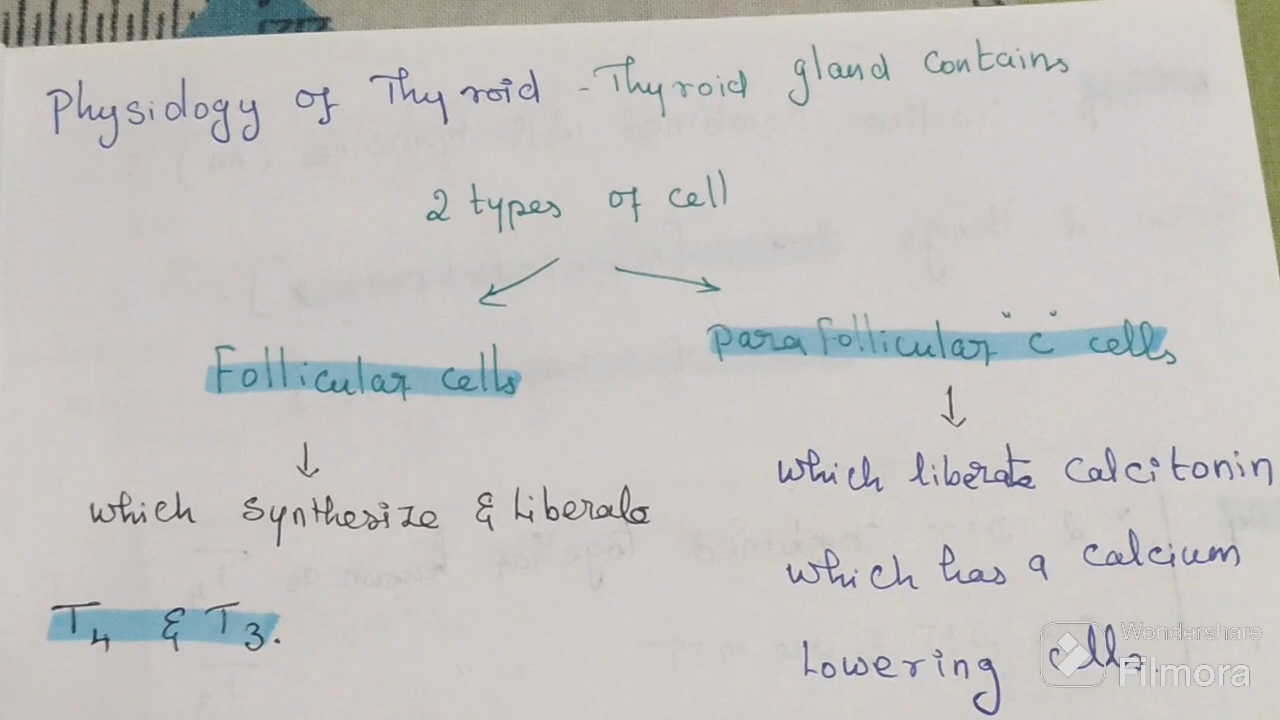 Physiology of Thyroid - Thyroid gland contains
2 types of cell
Follicular cells
which synthesize & Liberate
T4 & T3.
Parafollicular "C" cells
which liberate calcitonin
which has a calcium
Lowering cells.
Wondershare
Filmora